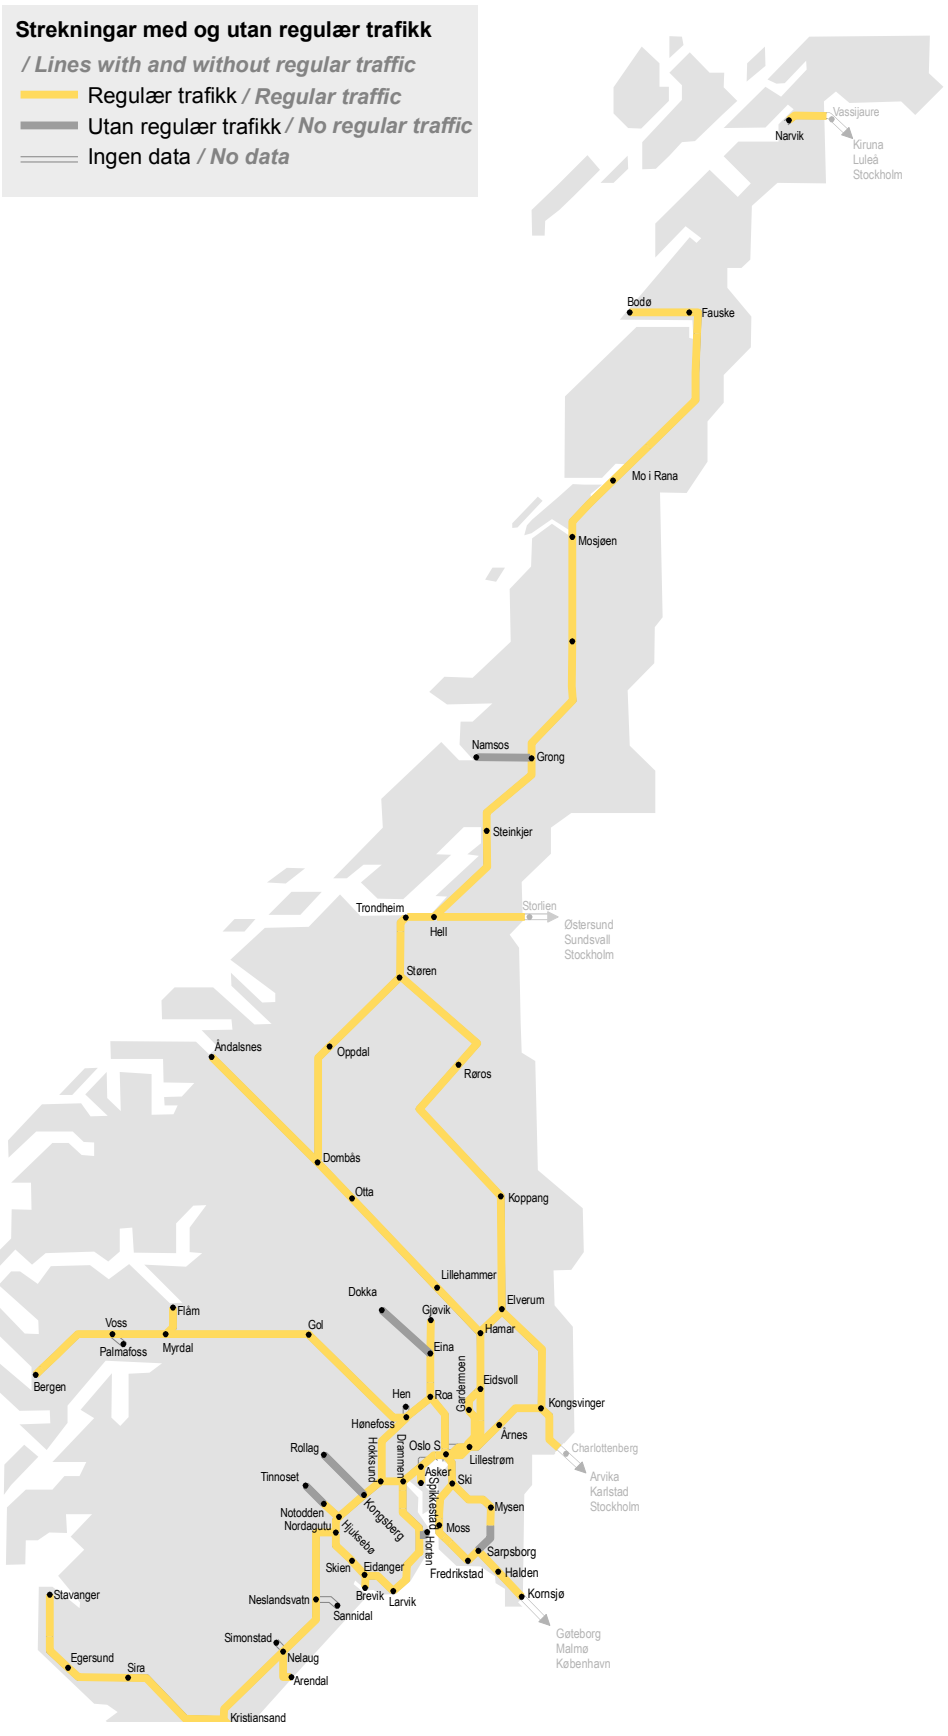 Strekningar med og utan regulær trafikk
/ Lines with and without regular traffic
Regulær trafikk / Regular traffic
Utan regulær trafikk / No regular traffic
Ingen data / No data
Vassijaure
Narvik
Kiruna
Luleå
Stockholm
Bodø
Fauske
Mo i Rana
Mosjøen
Namsos
Grong
Steinkjer
Storlien
Trondheim
Hell
Østersund
Sundsvall
Stockholm
Støren
Åndalsnes
Oppdal
Røros
Dombås
Otta
Koppang
Lillehammer
Dokka
Elverum
Flåm
Gjøvik
Voss
Gol
Hamar
Palmafoss
Myrdal
Eina
Gardermoen
Bergen
Eidsvoll
Hen
Roa
Kongsvinger
Hønefoss
Årnes
Rollag
Hokksund
Drammen
Oslo S
Lillestrøm
Charlottenberg
Tinnoset
Asker
Ski
Arvika
Karlstad
Stockholm
Spikkestad
Notodden
Kongsberg
Mysen
Nordagutu
Hjuksebø
Moss
Horten
Sarpsborg
Skien
Eidanger
Fredrikstad
Halden
Stavanger
Brevik
Larvik
Kornsjø
Neslandsvatn
Sannidal
Simonstad
Gøteborg
Malmø
København
Egersund
Sira
Nelaug
Arendal
Kristiansand